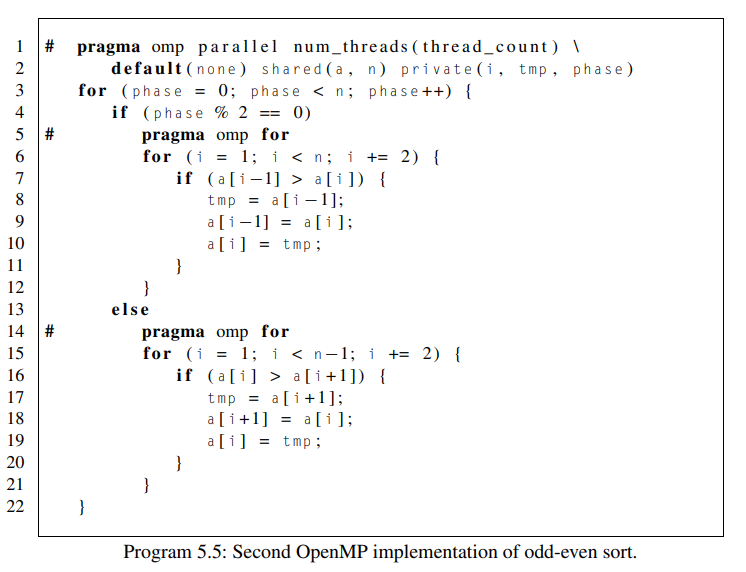 1 # pragma omp parallel num_threads(thread_count) \
2 default(none) shared(a, n) private(i, tmp, phase)
3 for (phase = 0; phase < n; phase++) {
4 if (phase % 2 == 0)
5 # pragma omp for
6 for (i = 1; i < n; i += 2) {
7 if (a[i−1] > a[i]) {
8 tmp = a[i−1];
9 a[i−1] = a[i];
10 a[i] = tmp;
11 }
12 }
13 else
14 # pragma omp for
15 for (i = 1; i < n−1; i += 2) {
16 if (a[i] > a[i+1]) {
17 tmp = a[i+1];
18 a[i+1] = a[i];
19 a[i] = tmp;
20 }
21 }
22 }
Program 5.5: Second OpenMP implementation of odd-even sort.